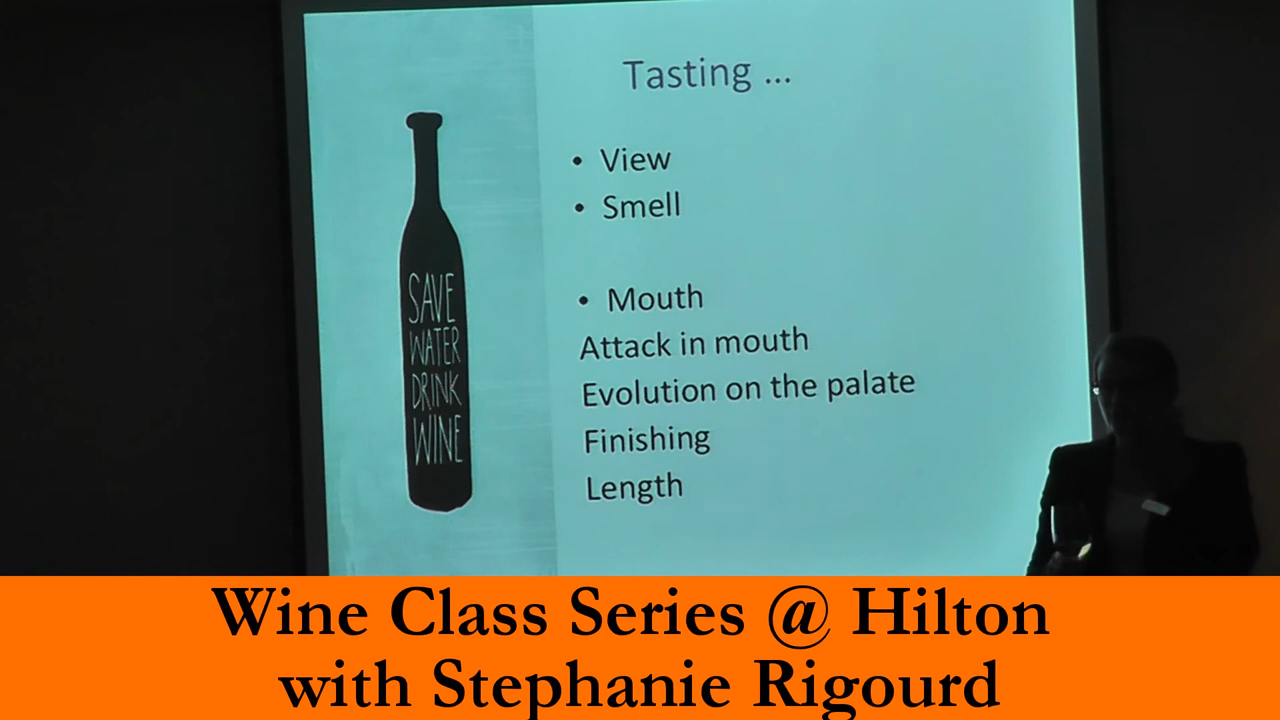 Tasting ...
• View
• Smell
• Mouth
Attack in mouth
Evolution on the palate
Finishing
Length
SAVE
WATER
DRINK
WINE
Wine Class Series @ Hilton
with Stephanie Rigourd